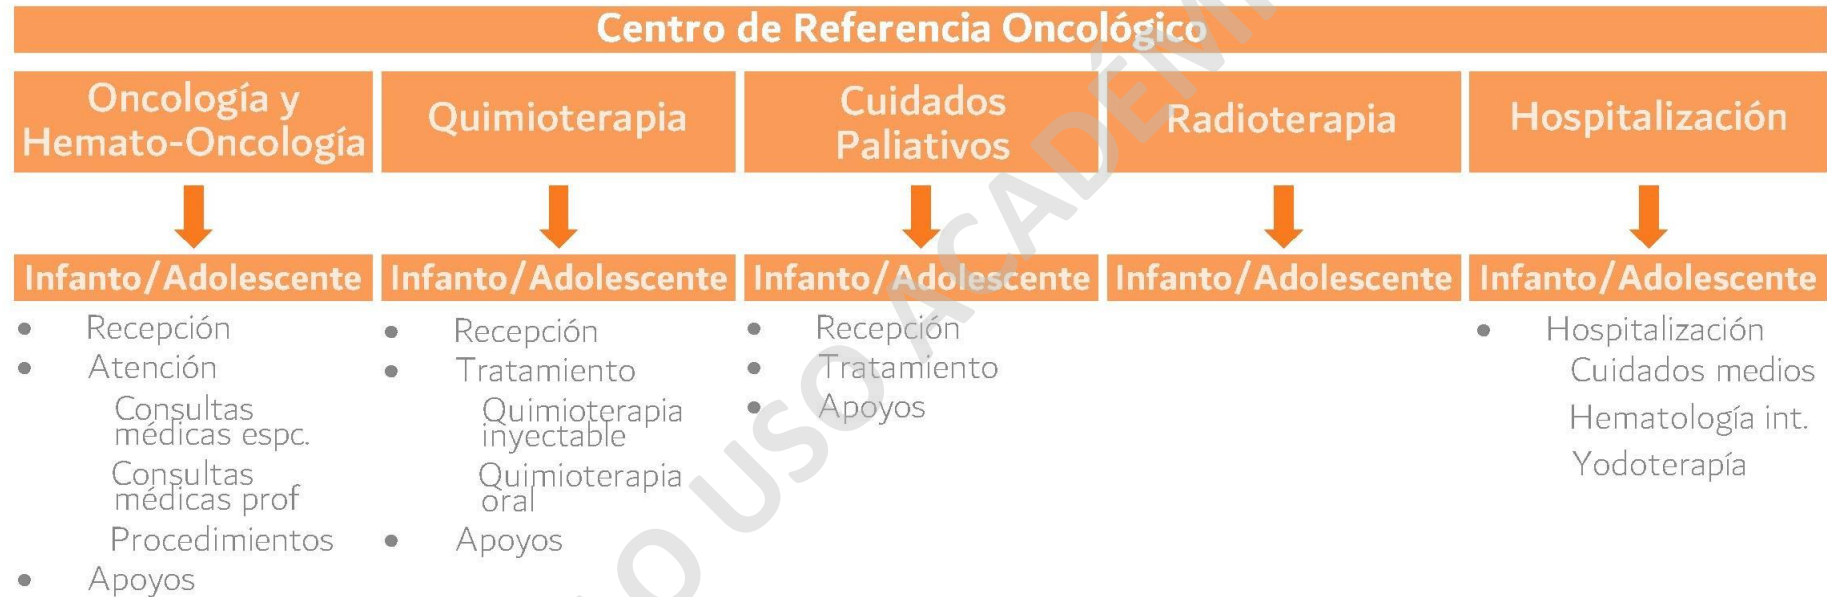 Centro de Referencia Oncológico
Oncología y
Hemato-Oncología
Quimioterapia
Cuidados
Paliativos
Radioterapia
Hospitalización
Infanto/Adolescente
Infanto/Adolescente
Infanto/Adolescente
Infanto/Adolescente
Infanto/Adolescente
• Recepción
• Atención
Consultas
médicas espc.
Consultas
médicas prof
Procedimientos
• Apoyos
• Recepción
• Tratamiento
Quimioterapia
inyectable
Quimioterapia
oral
• Apoyos
• Recepción
• Tratamiento
• Apoyos
• Hospitalización
Cuidados medios
Hematología int.
Yodoterapía
O USO ACADÉMI